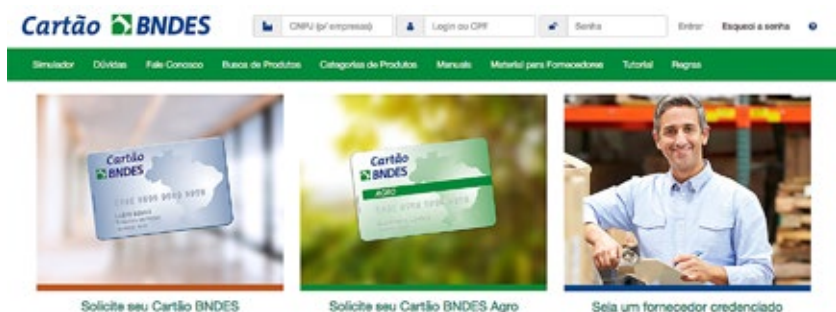 Cartão BNDES
CNPJ (p/ empresas)
Login ou CPF
Senha
Entrar
Esqueci a senha
Simulador
Dúvidas
Fale Conosco
Busca de Produtos
Categorias de Produtos
Manuais
Material para Fornecedores
Tutorial
Regras
Cartão
BNDES
Cartão
BNDES
AGRO
Solicite seu Cartão BNDES
Solicite seu Cartão BNDES Agro
Seja um fornecedor credenciado